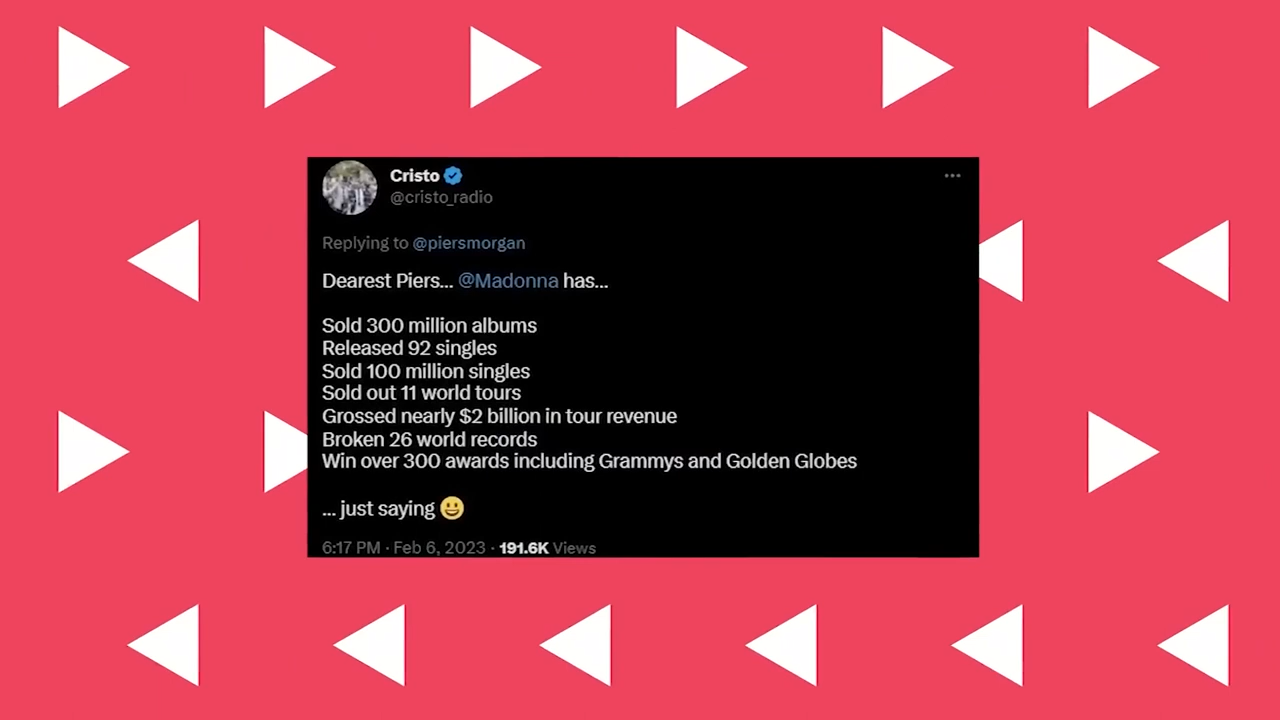 Cristo
@cristo_radio
Replying to @piersmorgan
Dearest Piers... @Madonna has...
Sold 300 million albums
Released 92 singles
Sold 100 million singles
Sold out 11 world tours
Grossed nearly $2 billion in tour revenue
Broken 26 world records
Win over 300 awards including Grammys and Golden Globes
... just saying 😃
6:17 PM · Feb 6, 2023 · 191.6K Views